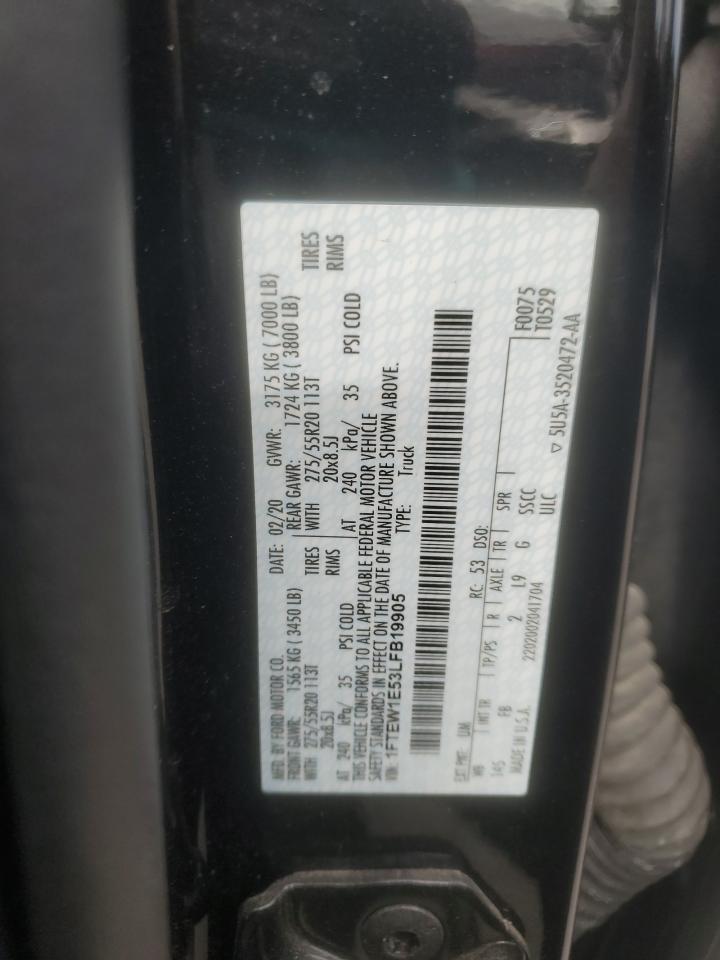 MFD. BY FORD MOTOR CO. DATE: 02/20 GVWR: 3175 KG ( 7000 LB)
FRONT GAWR: 1565 KG ( 3450 LB) REAR GAWR: 1724 KG ( 3800 LB)
WITH 275/55R20 113T TIRES WITH 275/55R20 113T TIRES
20x8.5J RIMS 20x8.5J RIMS
AT 240 kPa/ 35 PSI COLD AT 240 kPa/ 35 PSI COLD
THIS VEHICLE CONFORMS TO ALL APPLICABLE FEDERAL MOTOR VEHICLE
SAFETY STANDARDS IN EFFECT ON THE DATE OF MANUFACTURE SHOWN ABOVE.
VIN: 1FTEW1E53LFB19905 TYPE: Truck
EXT PNT: UM RC: 53 DSO:
WB INT TR TP/PS R AXLE TR SPR F0075
145 FB 2 L9 G SSCC T0529
MADE IN U.S.A. 2202002041704 ULC
▽ 5U5A-3520472-AA